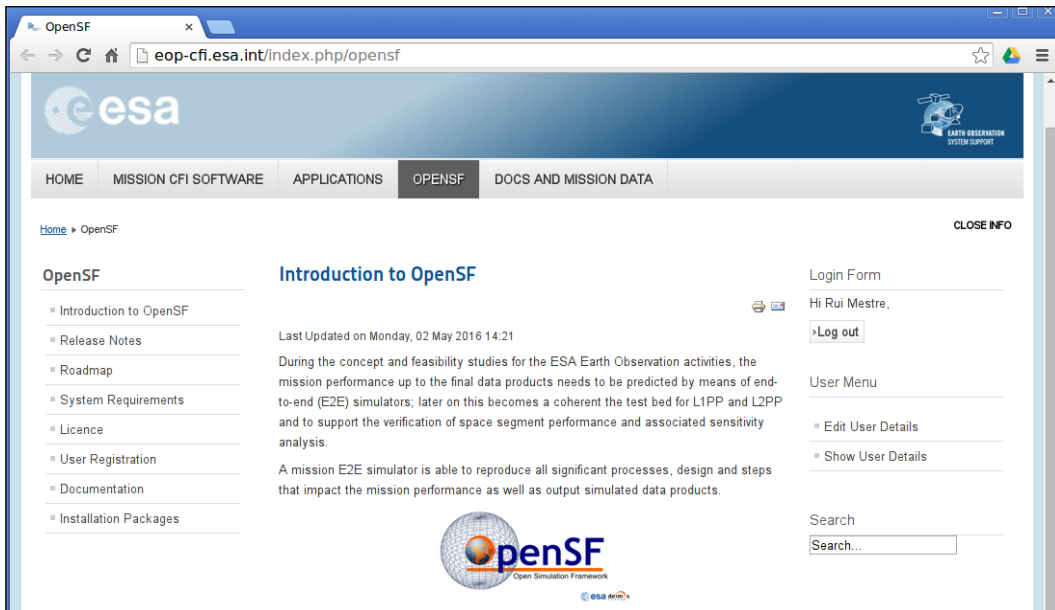 OpenSF
eop-cfi.esa.int/index.php/opensf
esa
EARTH OBSERVATION
SYSTEM SUPPORT
HOME MISSION CFI SOFTWARE APPLICATIONS OPENSF DOCS AND MISSION DATA
Home OpenSF
CLOSE INFO
OpenSF
Introduction to OpenSF
Release Notes
Roadmap
System Requirements
Licence
User Registration
Documentation
Installation Packages
Introduction to OpenSF
Last Updated on Monday, 02 May 2016 14:21
During the concept and feasibility studies for the ESA Earth Observation activities, the
mission performance up to the final data products needs to be predicted by means of end-
to-end (E2E) simulators; later on this becomes a coherent the test bed for L1PP and L2PP
and to support the verification of space segment performance and associated sensitivity
analysis.
A mission E2E simulator is able to reproduce all significant processes, design and steps
that impact the mission performance as well as output simulated data products.
OpenSF
Open Simulation Framework
esa deimos
Login Form
Hi Rui Mestre,
Log out
User Menu
Edit User Details
Show User Details
Search
Search...